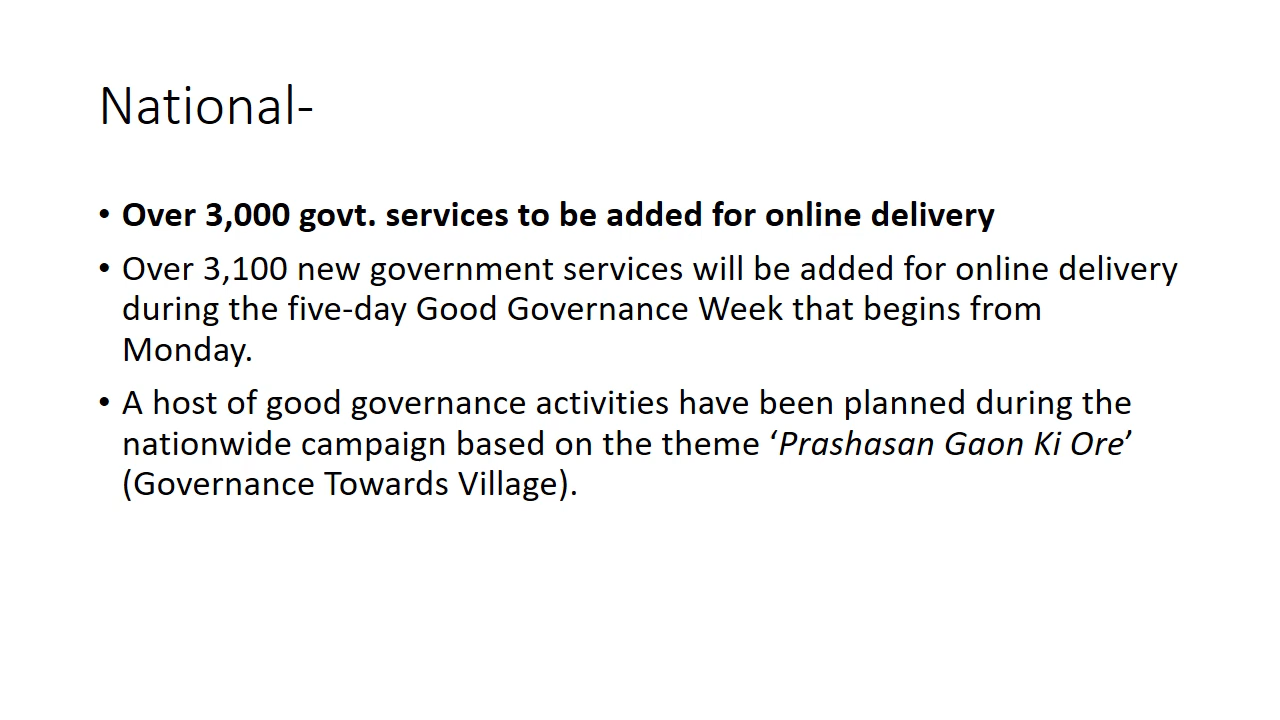 National-
• Over 3,000 govt. services to be added for online delivery
• Over 3,100 new government services will be added for online delivery
during the five-day Good Governance Week that begins from
Monday.
• A host of good governance activities have been planned during the
nationwide campaign based on the theme ‘Prashasan Gaon Ki Ore’
(Governance Towards Village).